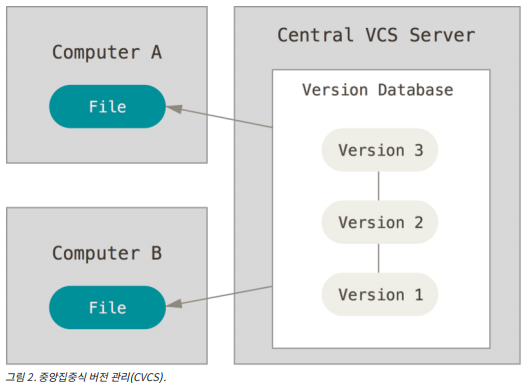 Computer A
File
Computer B
File
Central VCS Server
Version Database
Version 3
Version 2
Version 1
그림 2. 중앙집중식 버전 관리(CVCS).